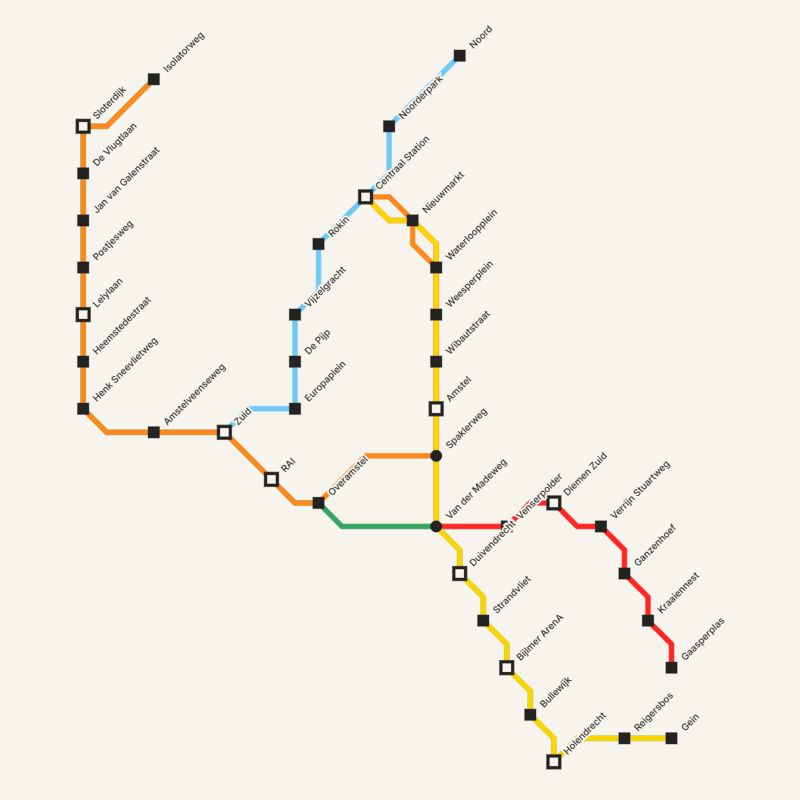 Noord
Isolatorweg
Noorderpark
Sloterdijk
De Vlugtlaan
Centraal Station
Jan van Galenstraat
Nieuwmarkt
Rokin
Waterlooplein
Postjesweg
Weesperplein
Lelylaan
Vijzelgracht
Heemstedestraat
De Pijp
Wibautstraat
Henk Sneevlietweg
Europaplein
Amstel
Amstelveenseweg
Zuid
Spaklerweg
RAI
Overamstel
Van der Madeweg
Venserpolder
Diemen Zuid
Verrijn Stuartweg
Duivendrecht
Ganzenhoef
Strandvliet
Kraaiennest
Bijlmer ArenA
Gaasperplas
Bullewijk
Holendrecht
Reigersbos
Gein